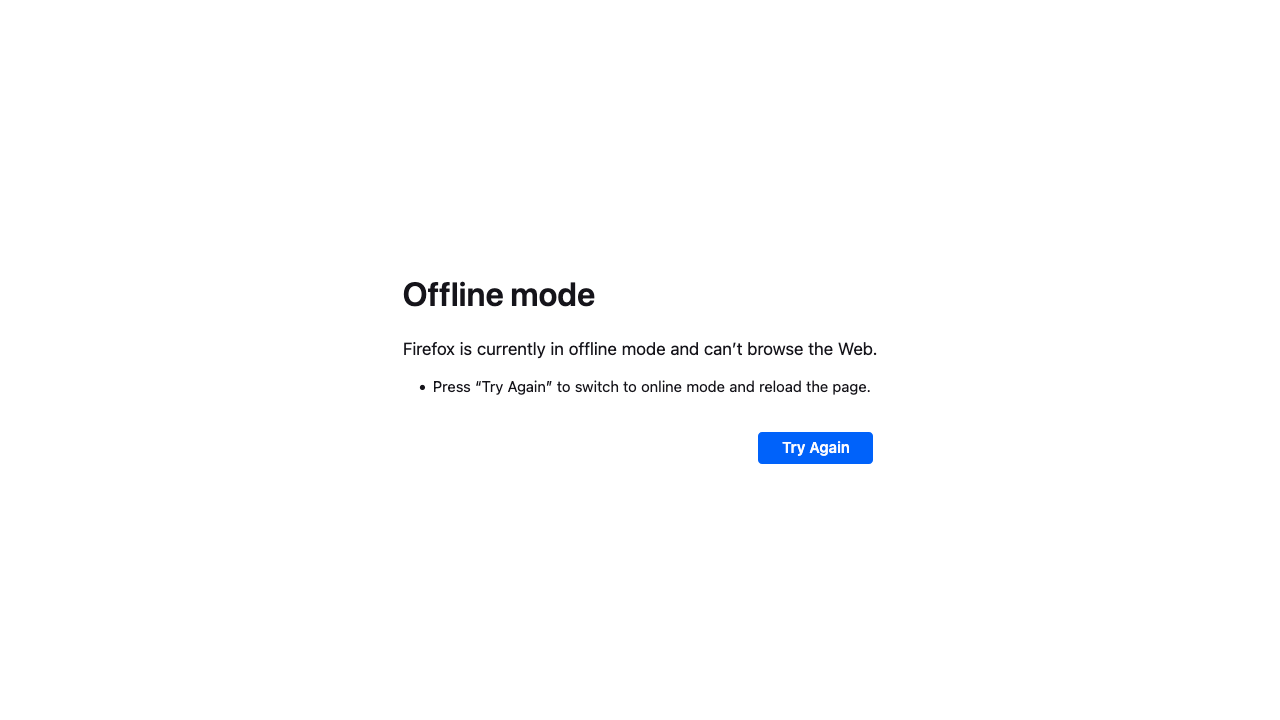 Offline mode
Firefox is currently in offline mode and can’t browse the Web.
• Press “Try Again” to switch to online mode and reload the page.
Try Again